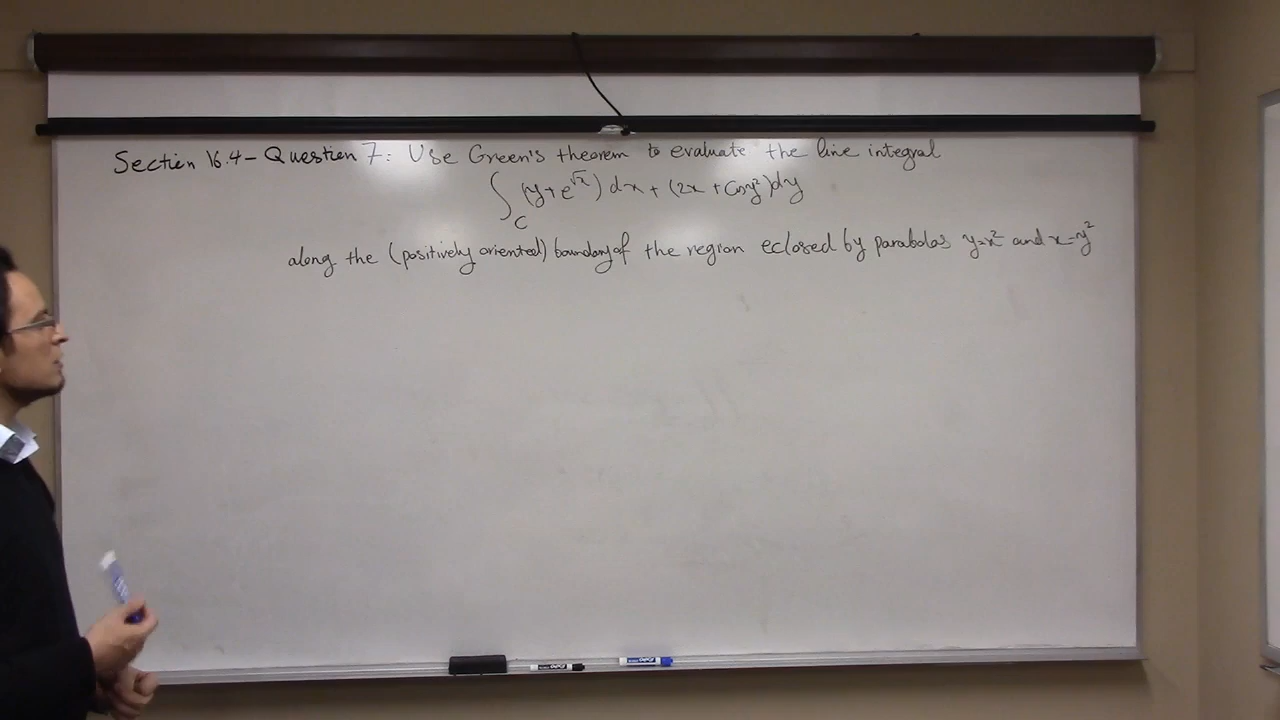 Section 16.4 - Question 7: Use Green's theorem to evaluate the line integral
∫_C (y+e^{√x}) dx + (2x + cos y²) dy
along the (positively oriented) boundary of the region eclosed by parabolas y=x² and x=y²